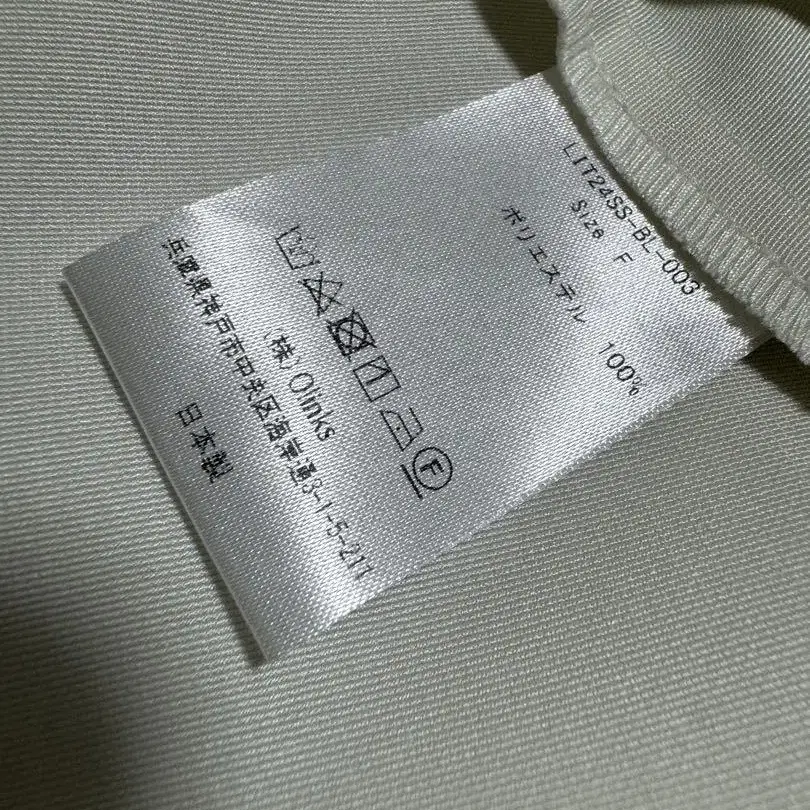 LIT24SS-BL-003
Size F
ポリエステル 100%
F
(株)Olinks
兵庫県神戸市中央区海岸通3-1-5-211
日本製